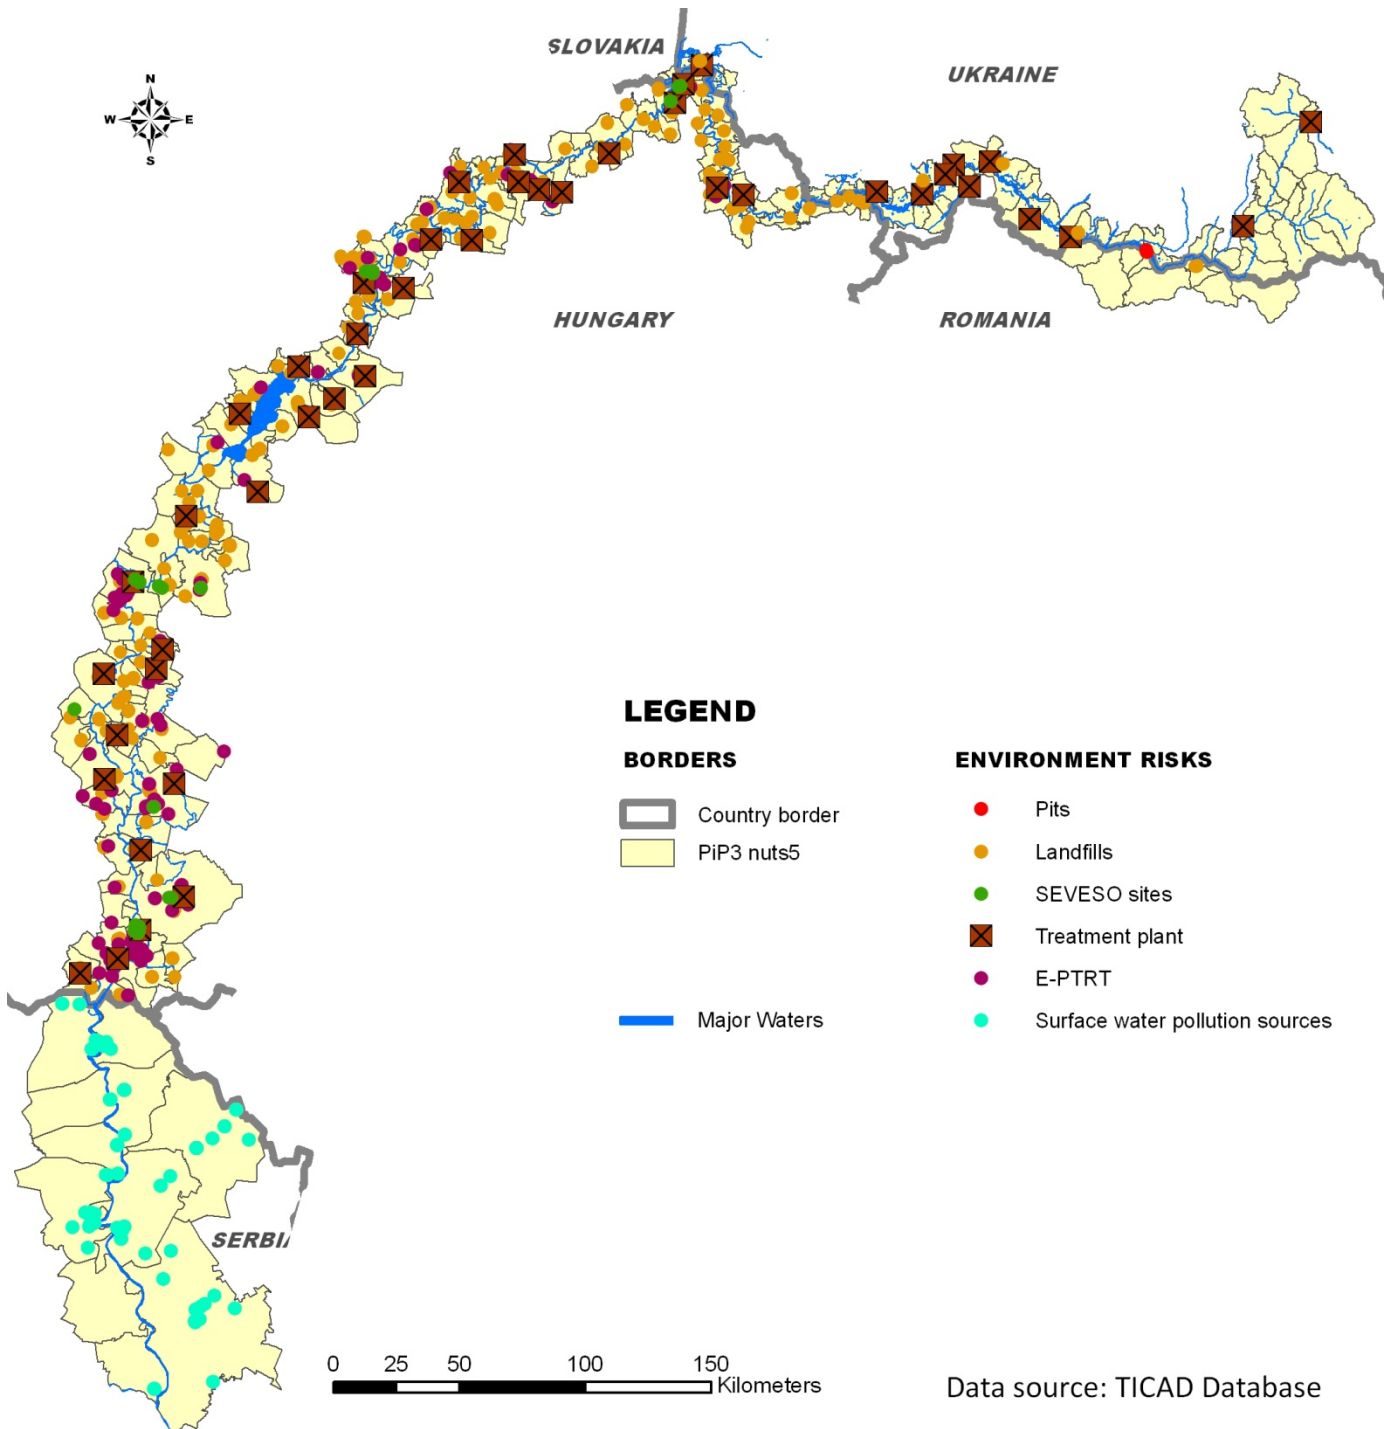 SLOVAKIA
UKRAINE
N
W E
S
HUNGARY
ROMANIA
LEGEND
BORDERS
ENVIRONMENT RISKS
Country border
PiP3 nuts5
Major Waters
Pits
Landfills
SEVESO sites
Treatment plant
E-PTRT
Surface water pollution sources
SERBI
0 25 50 100 150
Kilometers
Data source: TICAD Database